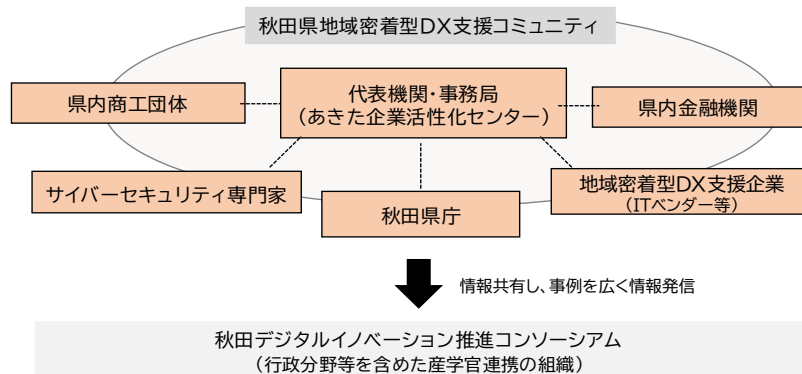 秋田県地域密着型DX支援コミュニティ
県内商工団体
代表機関・事務局
（あきた企業活性化センター）
県内金融機関
サイバーセキュリティ専門家
秋田県庁
地域密着型DX支援企業
（ITベンダー等）
情報共有し、事例を広く情報発信
秋田デジタルイノベーション推進コンソーシアム
（行政分野等を含めた産学官連携の組織）